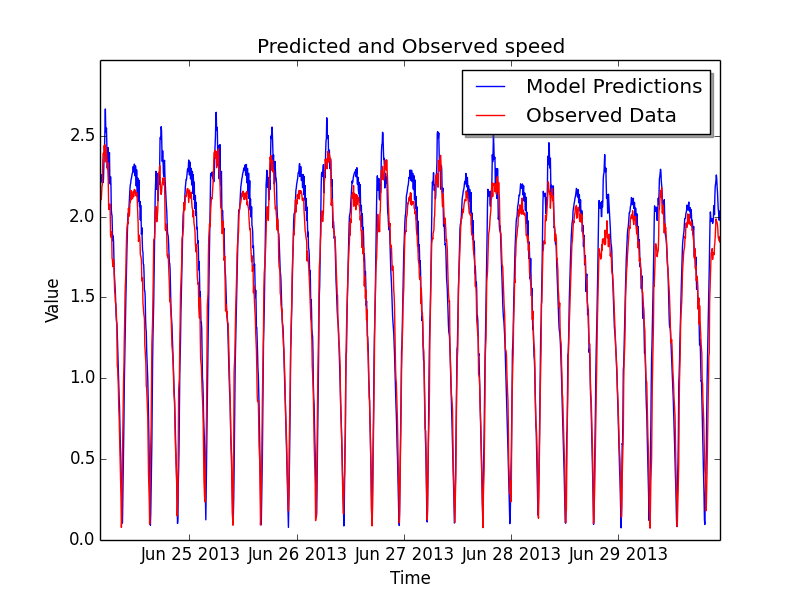 Predicted and Observed speed
Model Predictions
Observed Data
2.5
2.0
1.5
1.0
0.5
0.0
Value
Jun 25 2013 Jun 26 2013 Jun 27 2013 Jun 28 2013 Jun 29 2013
Time